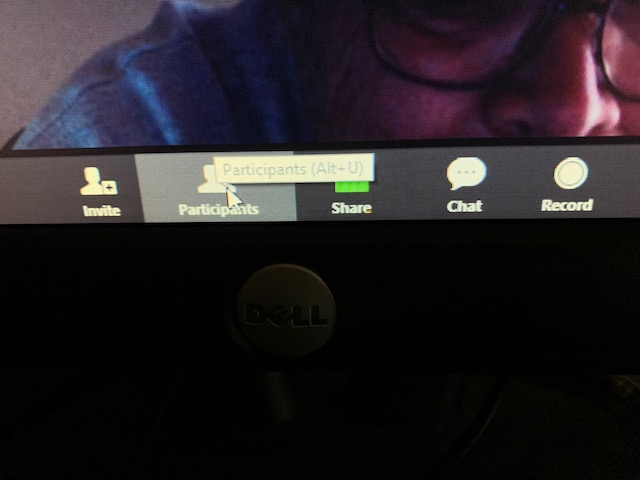 Participants (Alt+U)
Invite
Participants
Share
Chat
Record
DELL